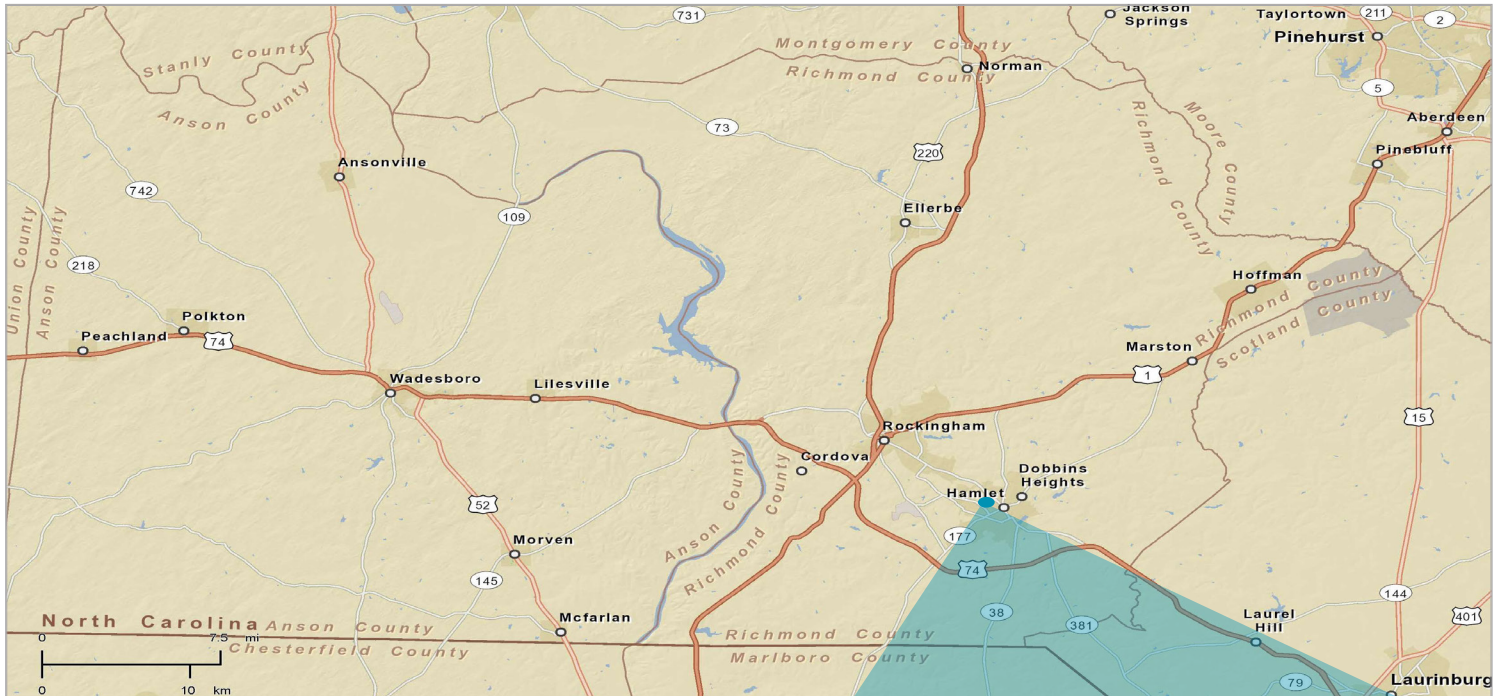 731
Jackson
Springs
Taylortown
211
2
Pinehurst
Stanly County
Anson County
Montgomery County
Richmond County
Norman
5
73
220
Richmond County
Moore County
Aberdeen
Pinebluff
Ansonville
742
109
Ellerbe
Union County
Anson County
218
Hoffman
Richmond County
Scotland County
Peachland
Polkton
74
Marston
1
Wadesboro
Lilesville
15
Rockingham
Cordova
Anson County
Richmond County
Dobbins
Heights
Hamlet
52
177
Morven
74
145
38
381
144
401
Laurel
Hill
North Carolina
Anson County
Mcfarlan
Richmond County
0
7.5 mi
Chesterfield County
Marlboro County
79
Laurinburg
0
10 km